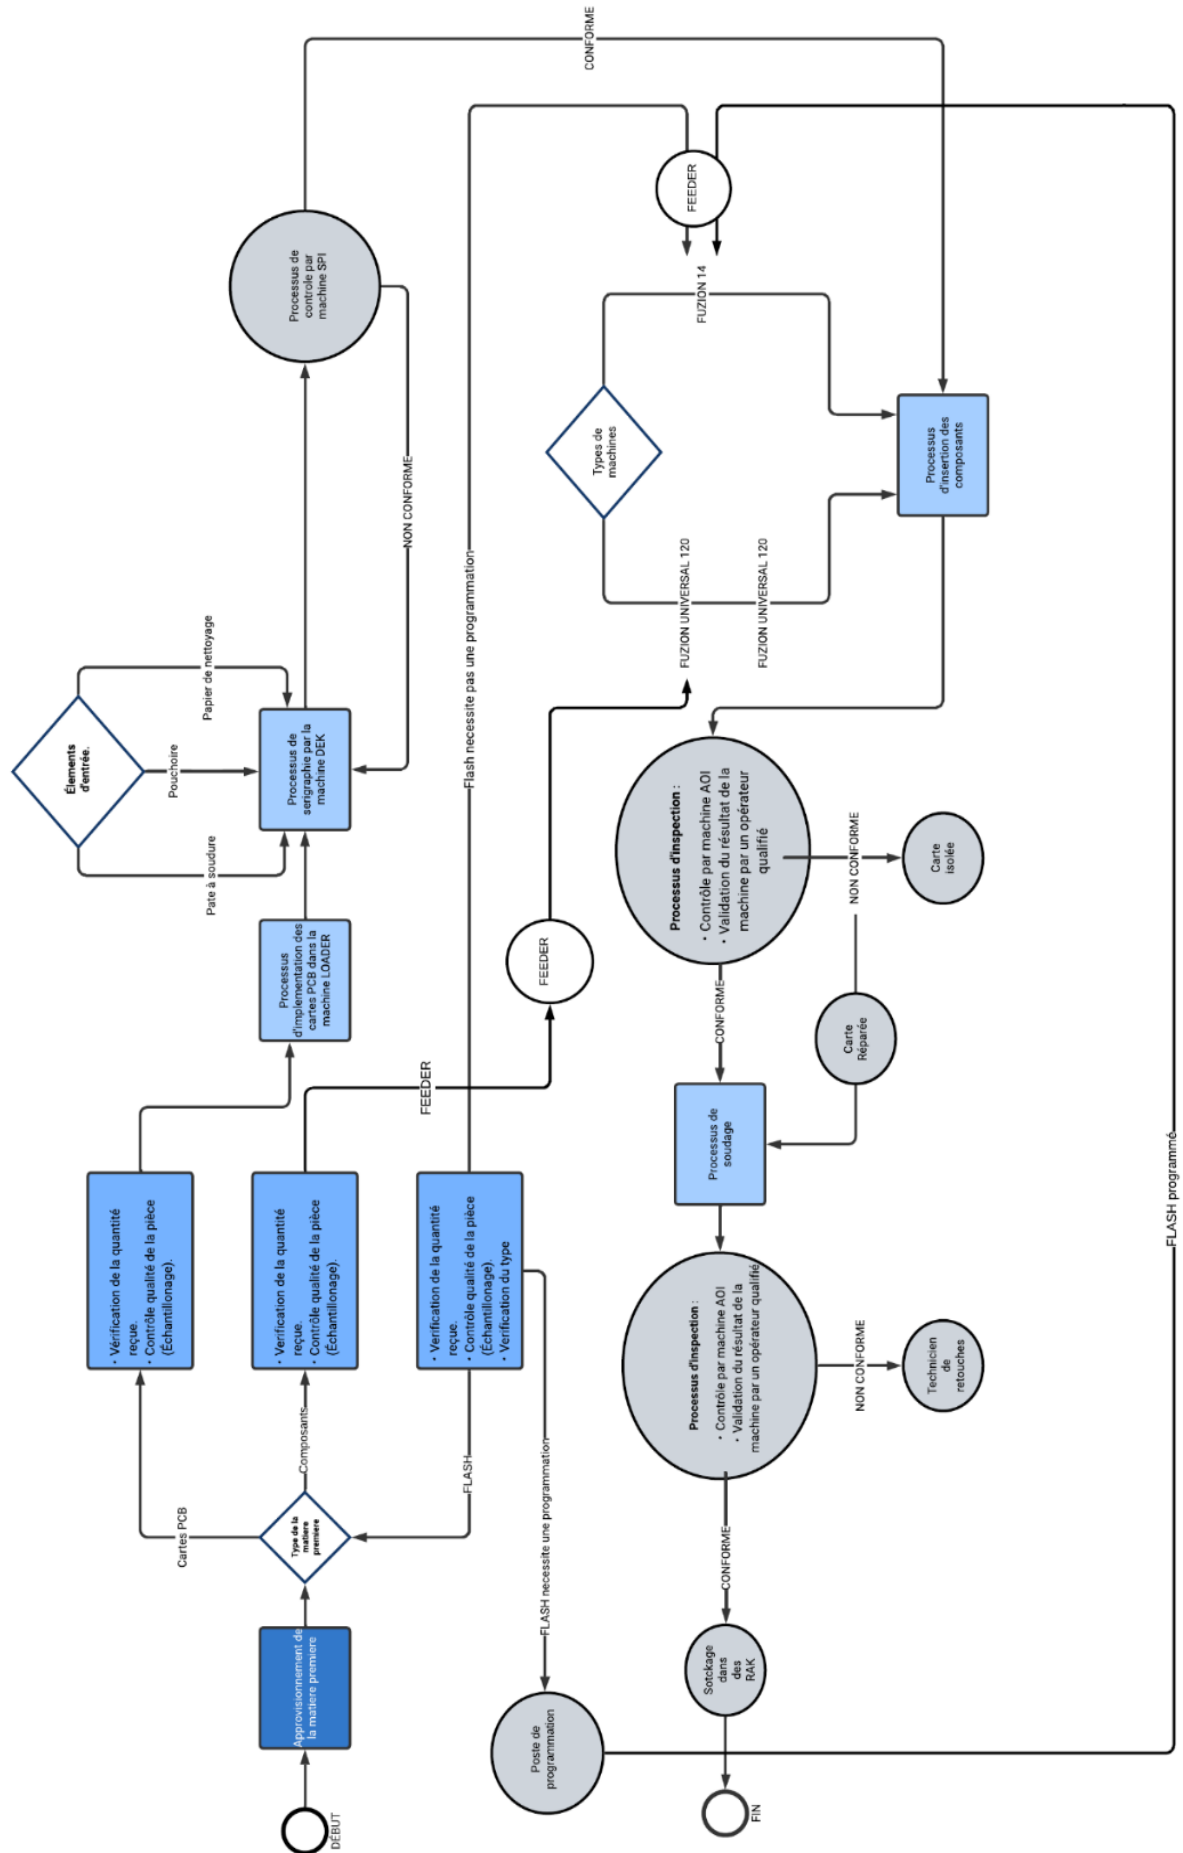 DÉBUT
Approvisionnement de
la matiere premiere
Type de la
matiere
premiere
Cartes PCB
Composants
FLASH
• Vérification de la quantité
reçue.
• Contrôle qualité de la pièce
(Échantillonage).
• Vérification de la quantité
reçue.
• Contrôle qualité de la pièce
(Échantillonage).
• Verification de la quantité
reçue.
• Contrôle qualité de la pièce
(Échantillonage).
• Verification du type
Processus
d'implementation des
cartes PCB dans la
machine LOADER
Élements
d'entrée.
Pate à soudure
Pouchoire
Papier de nettoyage
Processus de
serigraphie par la
machine DEK
Processus de
controle par
machine SPI
NON CONFORME
CONFORME
FEEDER
FEEDER
Flash necessite pas une programmation
FLASH necessite une programmation
Poste de
programmation
FLASH programmé
FEEDER
FUZION 14
Types de
machines
FUZION UNIVERSAL 120
FUZION UNIVERSAL 120
Processus
d'insertion des
composants
Processus d'inspection :
• Contrôle par machine AOI
• Validation du résultat de la
machine par un opérateur
qualifié
NON CONFORME
Carte
isolée
Carte
Réparée
CONFORME
Processus de
soudage
Processus d'inspection :
• Contrôle par machine AOI
• Validation du résultat de la
machine par un opérateur qualifié
NON CONFORME
Technicien
de
retouches
CONFORME
Sotckage
dans
des
RAK
FIN